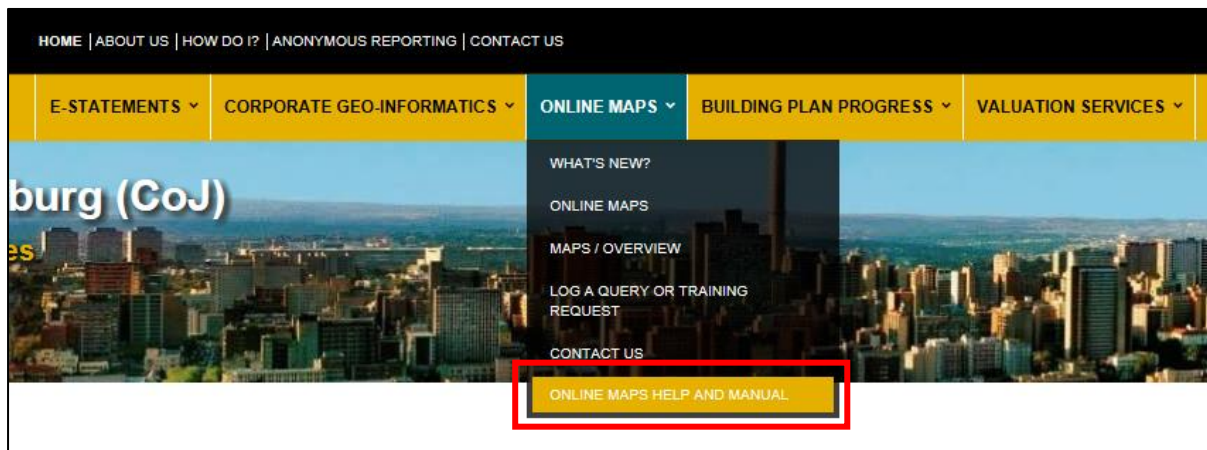 HOME | ABOUT US | HOW DO I? | ANONYMOUS REPORTING | CONTACT US
E-STATEMENTS CORPORATE GEO-INFORMATICS ONLINE MAPS BUILDING PLAN PROGRESS VALUATION SERVICES
WHAT'S NEW?
burg (CoJ)
ONLINE MAPS
es
MAPS / OVERVIEW
LOG A QUERY OR TRAINING
REQUEST
CONTACT US
ONLINE MAPS HELP AND MANUAL